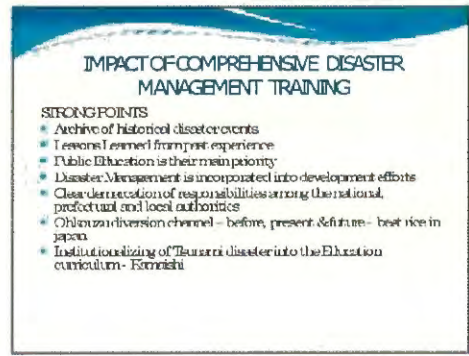 IMPACT OF COMPREHENSIVE DISASTER
MANAGEMENT TRAINING
STRONG POINTS
Archive of historical disaster events
Lessons Learned from past experience
Public Education is their main priority
Disaster Management is incorporated into development efforts
Clear demarcation of responsibilities among the national,
prefectural and local authorities
diversion channel – before, present & future – best rice in
japan
Institutionalizing of Tsunami disaster into the Education
curriculum - Kamaishi